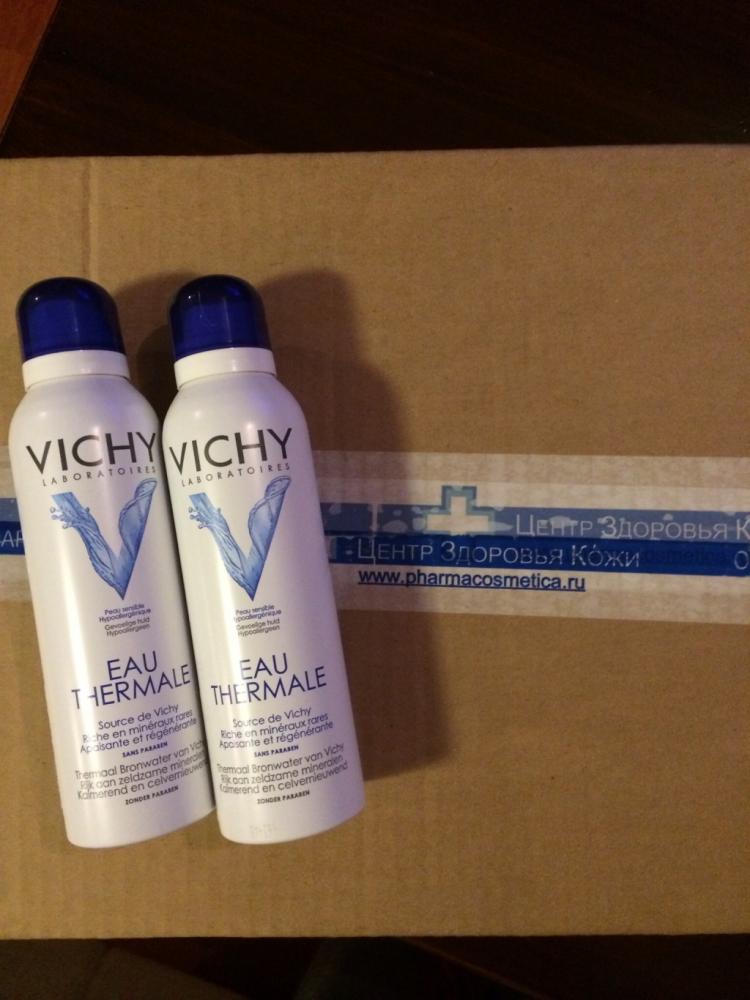 VICHY
LABORATOIRES
Peau sensible
Hypoallergénique
Gevoelige huid
Hypoallergeen
EAU
THERMALE
Source de Vichy
Riche en minéraux rares
Apaisante et régénérante
SANS PARABEN
Thermaal Bronwater van Vichy
Rijk aan zeldzame mineralen
Kalmerend en celvernieuwend
ZONDER PARABEN
VICHY
LABORATOIRES
Peau sensible
Hypoallergénique
Gevoelige huid
Hypoallergeen
EAU
THERMALE
Source de Vichy
Riche en minéraux rares
Apaisante et régénérante
SANS PARABEN
Thermaal Bronwater van Vichy
Rijk aan zeldzame mineralen
Kalmerend en celvernieuwend
ZONDER PARABEN
Центр Здоровья К
Центр Здоровья Кожи
www.pharmacosmetica.ru